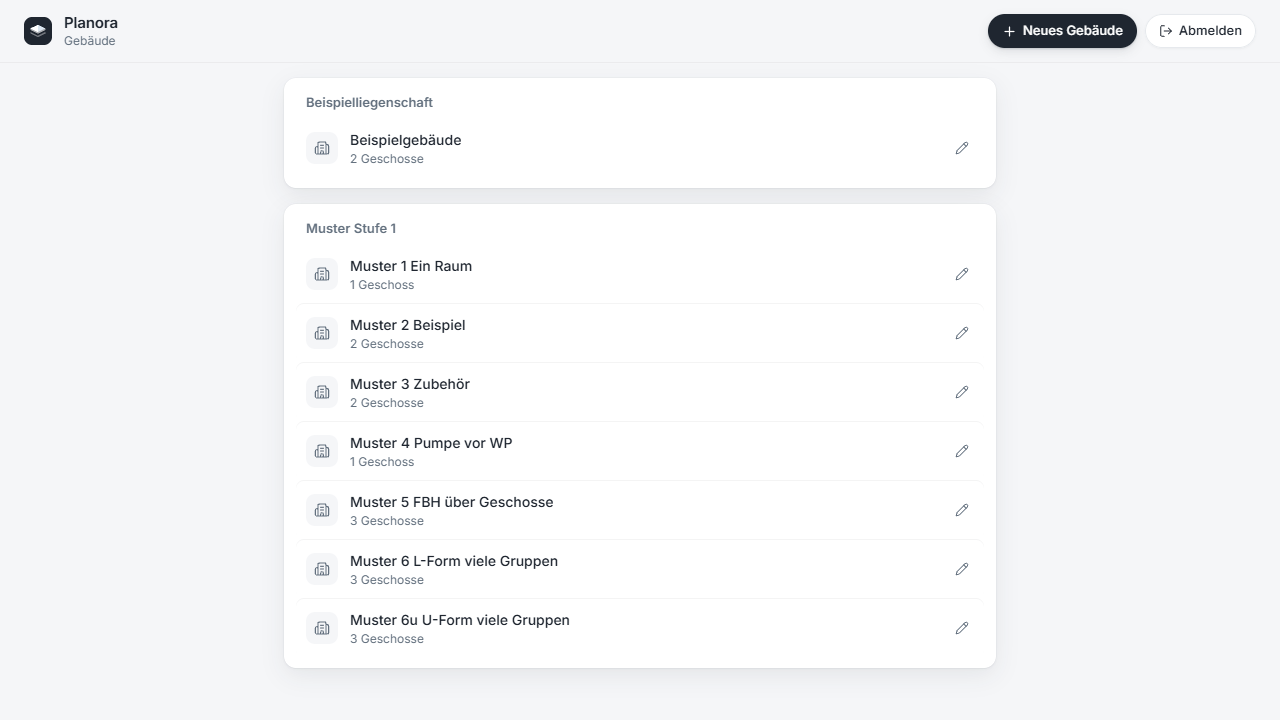 Planora
Gebäude
Neues Gebäude
Abmelden
Beispielliegenschaft
Beispielgebäude
2 Geschosse
Muster Stufe 1
Muster 1 Ein Raum
1 Geschoss
Muster 2 Beispiel
2 Geschosse
Muster 3 Zubehör
2 Geschosse
Muster 4 Pumpe vor WP
1 Geschoss
Muster 5 FBH über Geschosse
3 Geschosse
Muster 6 L-Form viele Gruppen
3 Geschosse
Muster 6u U-Form viele Gruppen
3 Geschosse